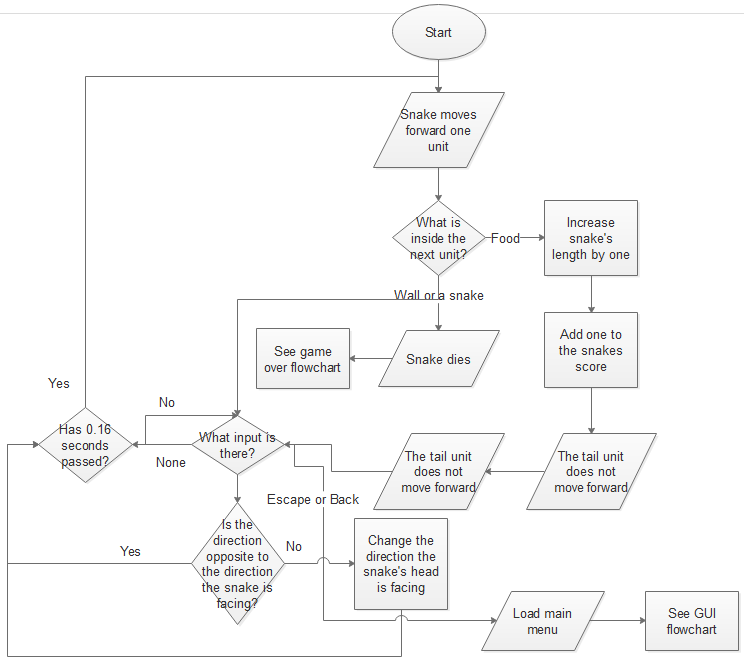 Start
Snake moves
forward one
unit
What is
inside the
next unit?
Food
Increase
snake's
length by one
Wall or a snake
Add one to
the snakes
score
See game
over flowchart
Snake dies
Yes
No
Has 0.16
seconds
passed?
None
What input is
there?
The tail unit
does not
move forward
The tail unit
does not
move forward
Escape or Back
Is the
direction
opposite to
the direction
the snake is
facing?
Yes
No
Change the
direction the
snake's head
is facing
Load main
menu
See GUI
flowchart